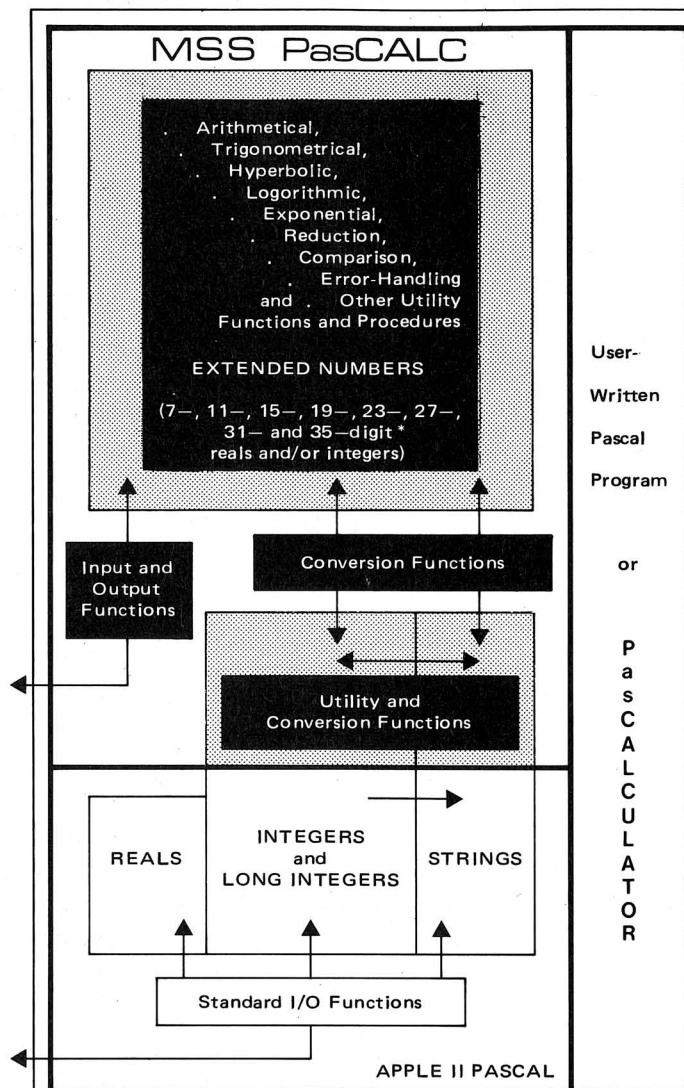 MSS PasCALC
. Arithmetical,
. Trigonometrical,
. Hyperbolic,
. Logorithmic,
. Exponential,
. Reduction,
. Comparison,
. Error-Handling
and . Other Utility
Functions and Procedures
EXTENDED NUMBERS
(7–, 11–, 15–, 19–, 23–, 27–,
31– and 35–digit *
reals and/or integers)
Input and
Output
Functions
Conversion Functions
Utility and
Conversion Functions
REALS
INTEGERS
and
LONG INTEGERS
STRINGS
Standard I/O Functions
APPLE II PASCAL
User-
Written
Pascal
Program
or
P
a
s
C
A
L
C
U
L
A
T
O
R